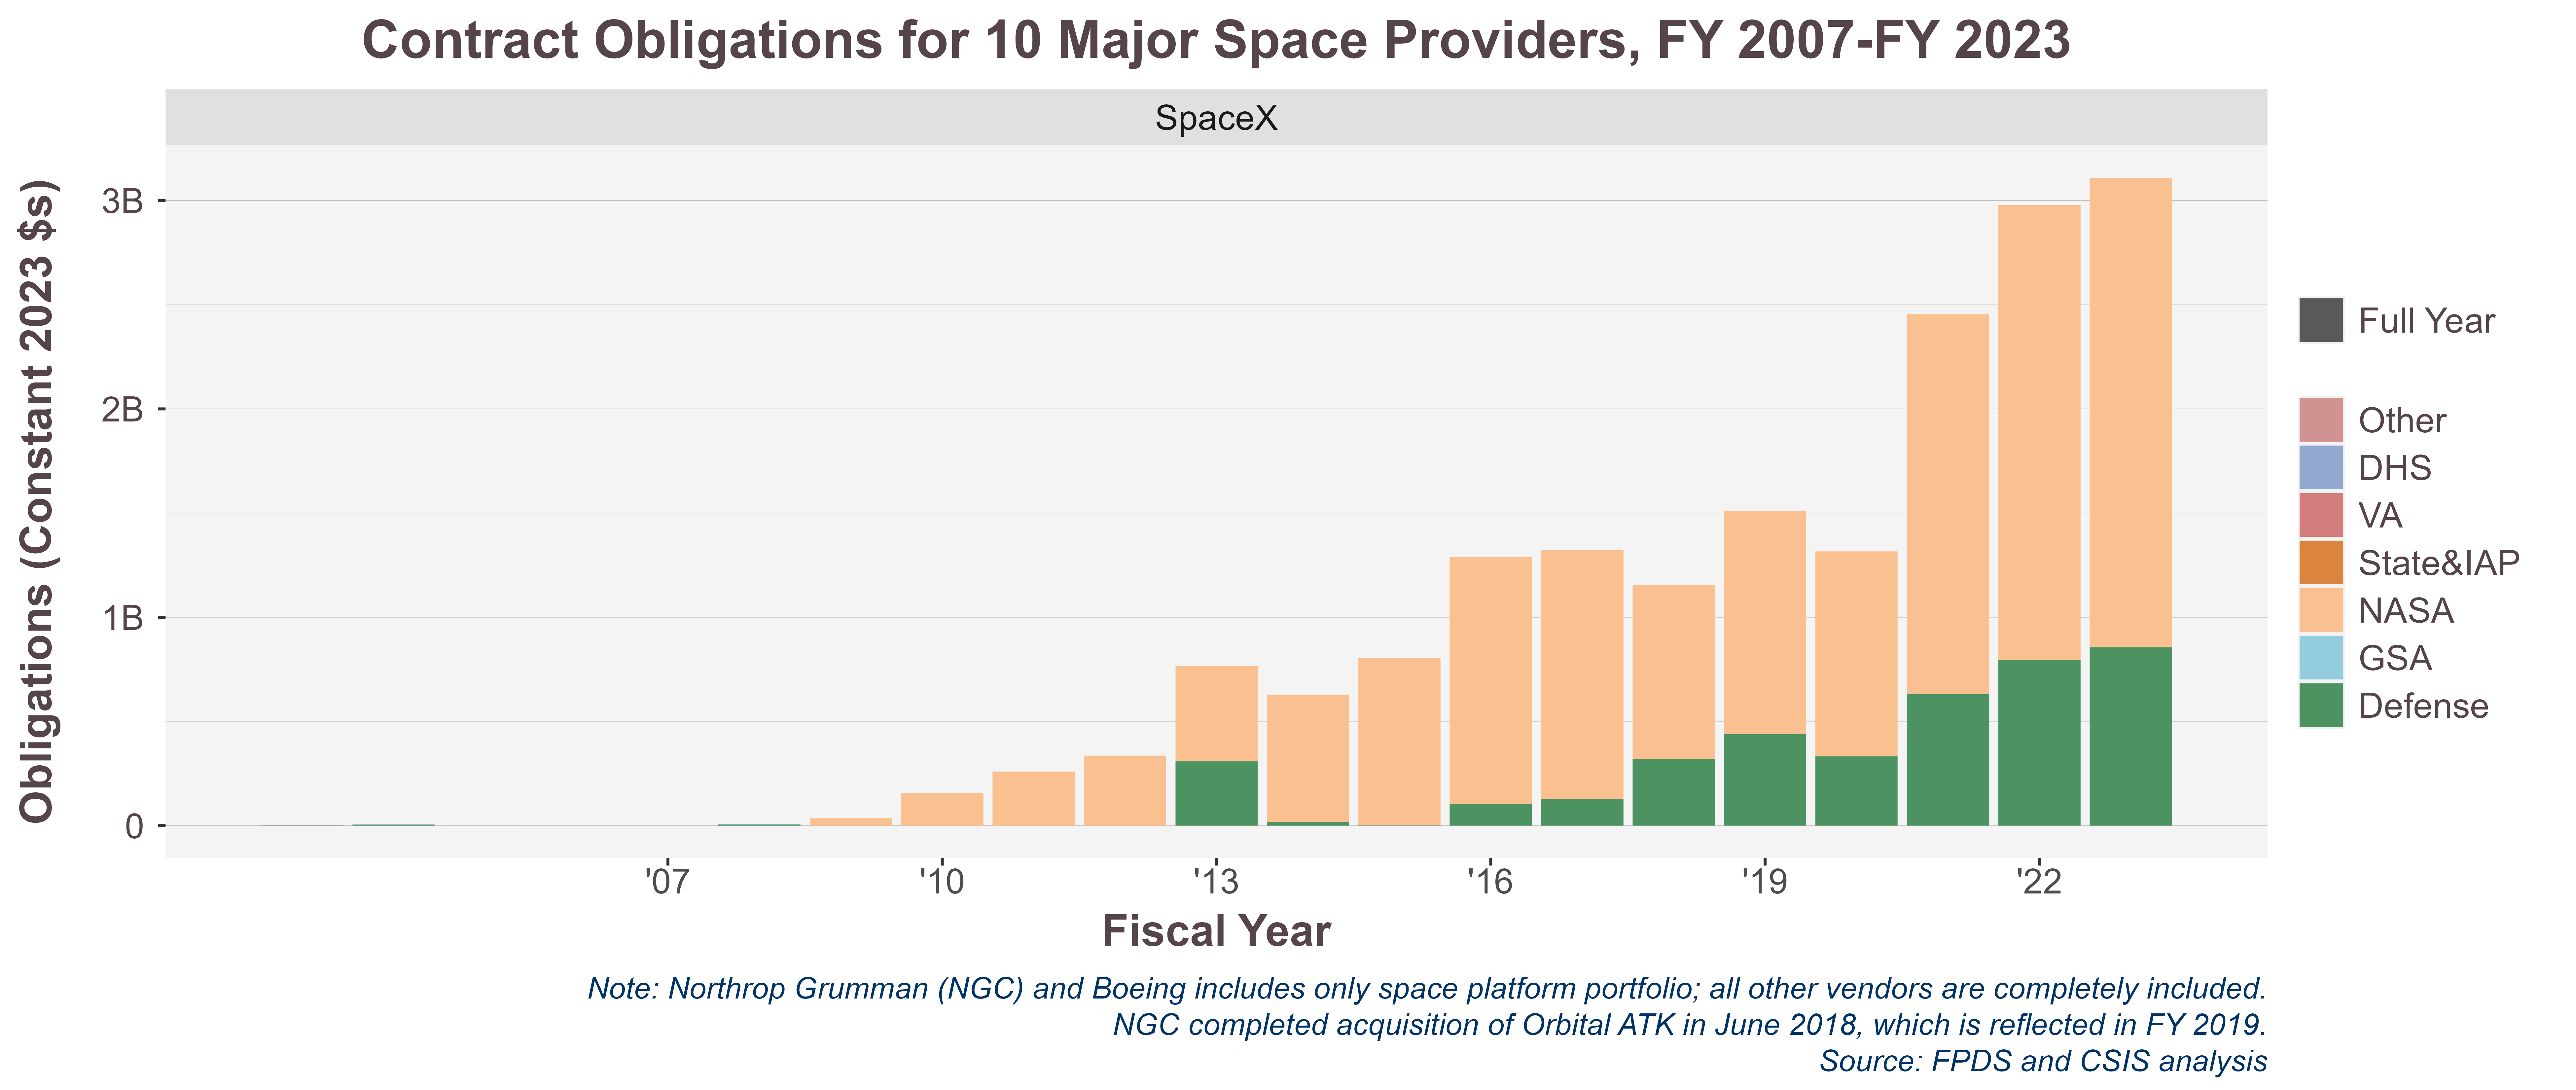 Contract Obligations for 10 Major Space Providers, FY 2007-FY 2023
SpaceX
Obligations (Constant 2023 $s)
3B
2B
1B
0
'07
'10
'13
'16
'19
'22
Fiscal Year
Full Year
Other
DHS
VA
State&IAP
NASA
GSA
Defense
Note: Northrop Grumman (NGC) and Boeing includes only space platform portfolio; all other vendors are completely included.
NGC completed acquisition of Orbital ATK in June 2018, which is reflected in FY 2019.
Source: FPDS and CSIS analysis